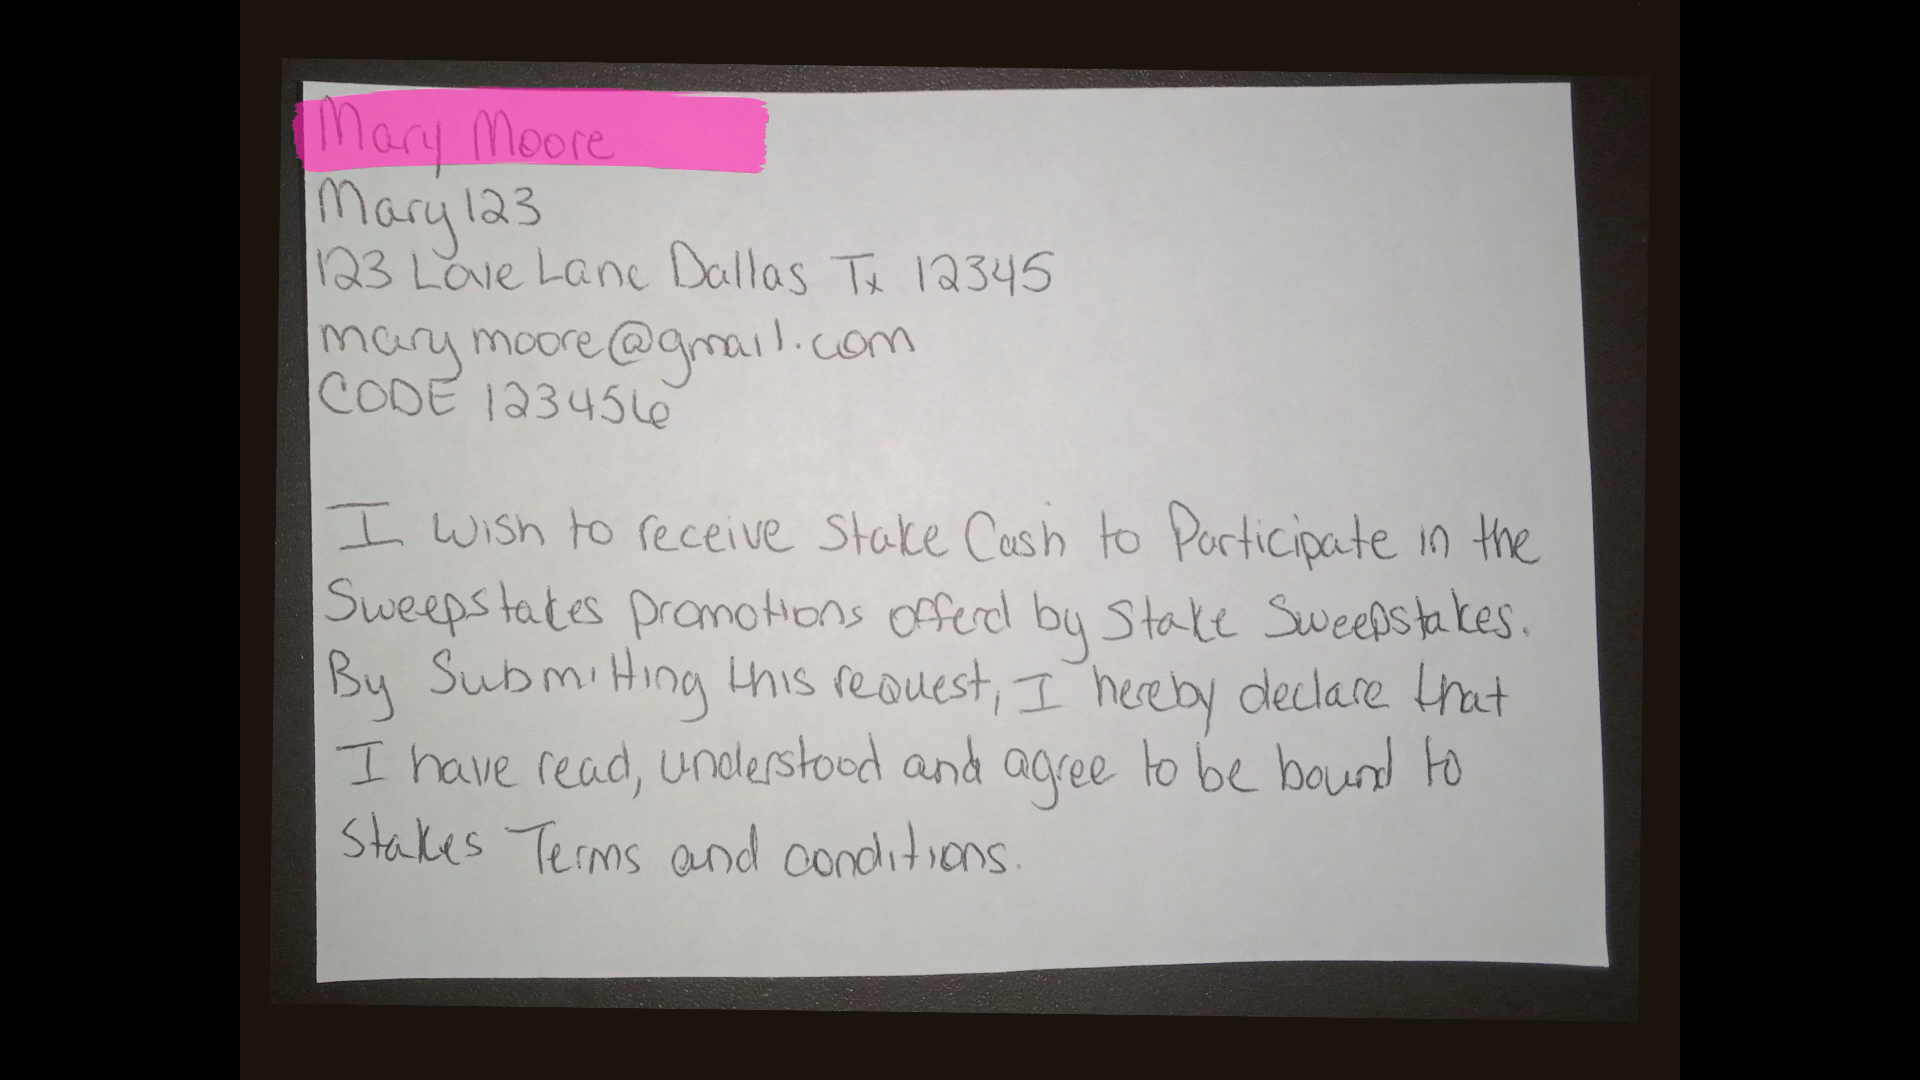 Mary Moore
Mary123
123 Love Lane Dallas Tx 12345
marymoore@gmail.com
CODE 123456
I wish to receive Stake Cash to Participate in the
Sweepstakes promotions offerd by Stake Sweepstakes.
By Submitting this request, I hereby declare that
I have read, understood and agree to be bound to
Stakes Terms and conditions.